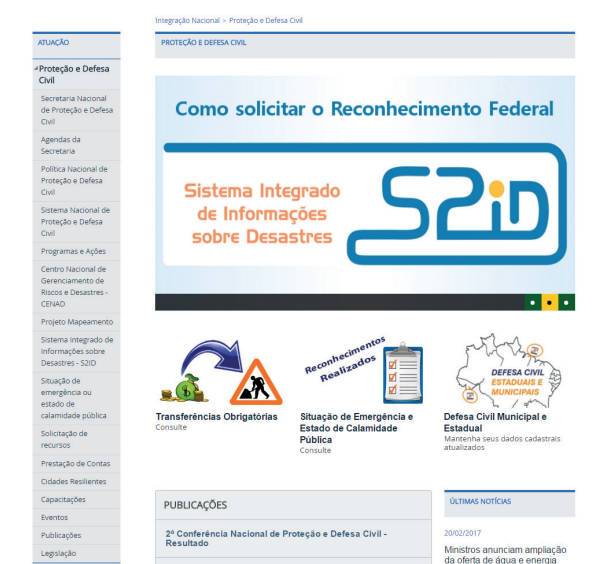 Integração Nacional > Proteção e Defesa Civil
ATUAÇÃO
Proteção e Defesa
Civil
Secretaria Nacional
de Proteção e Defesa
Civil
Agendas da
Secretaria
Política Nacional de
Proteção e Defesa
Civil
Sistema Nacional de
Proteção e Defesa
Civil
Programas e Ações
Centro Nacional de
Gerenciamento de
Riscos e Desastres -
CENAD
Projeto Mapeamento
Sistema Integrado de
Informações sobre
Desastres - S2ID
Situação de
emergência ou
estado de
calamidade pública
Solicitação de
recursos
Prestação de Contas
Cidades Resilientes
Capacitações
Eventos
Publicações
Legislação
PROTEÇÃO E DEFESA CIVIL
Como solicitar o Reconhecimento Federal
Sistema Integrado
de Informações
sobre Desastres
S2iD
Transferências Obrigatórias
Consulte
Reconhecimentos
Realizados
Situação de Emergência e
Estado de Calamidade
Pública
Consulte
DEFESA CIVIL
ESTADUAIS E
MUNICIPAIS
Defesa Civil Municipal e
Estadual
Mantenha seus dados cadastrais
atualizados
PUBLICAÇÕES
2ª Conferência Nacional de Proteção e Defesa Civil -
Resultado
ÚLTIMAS NOTÍCIAS
20/02/2017
Ministros anunciam ampliação
da oferta de água e energia